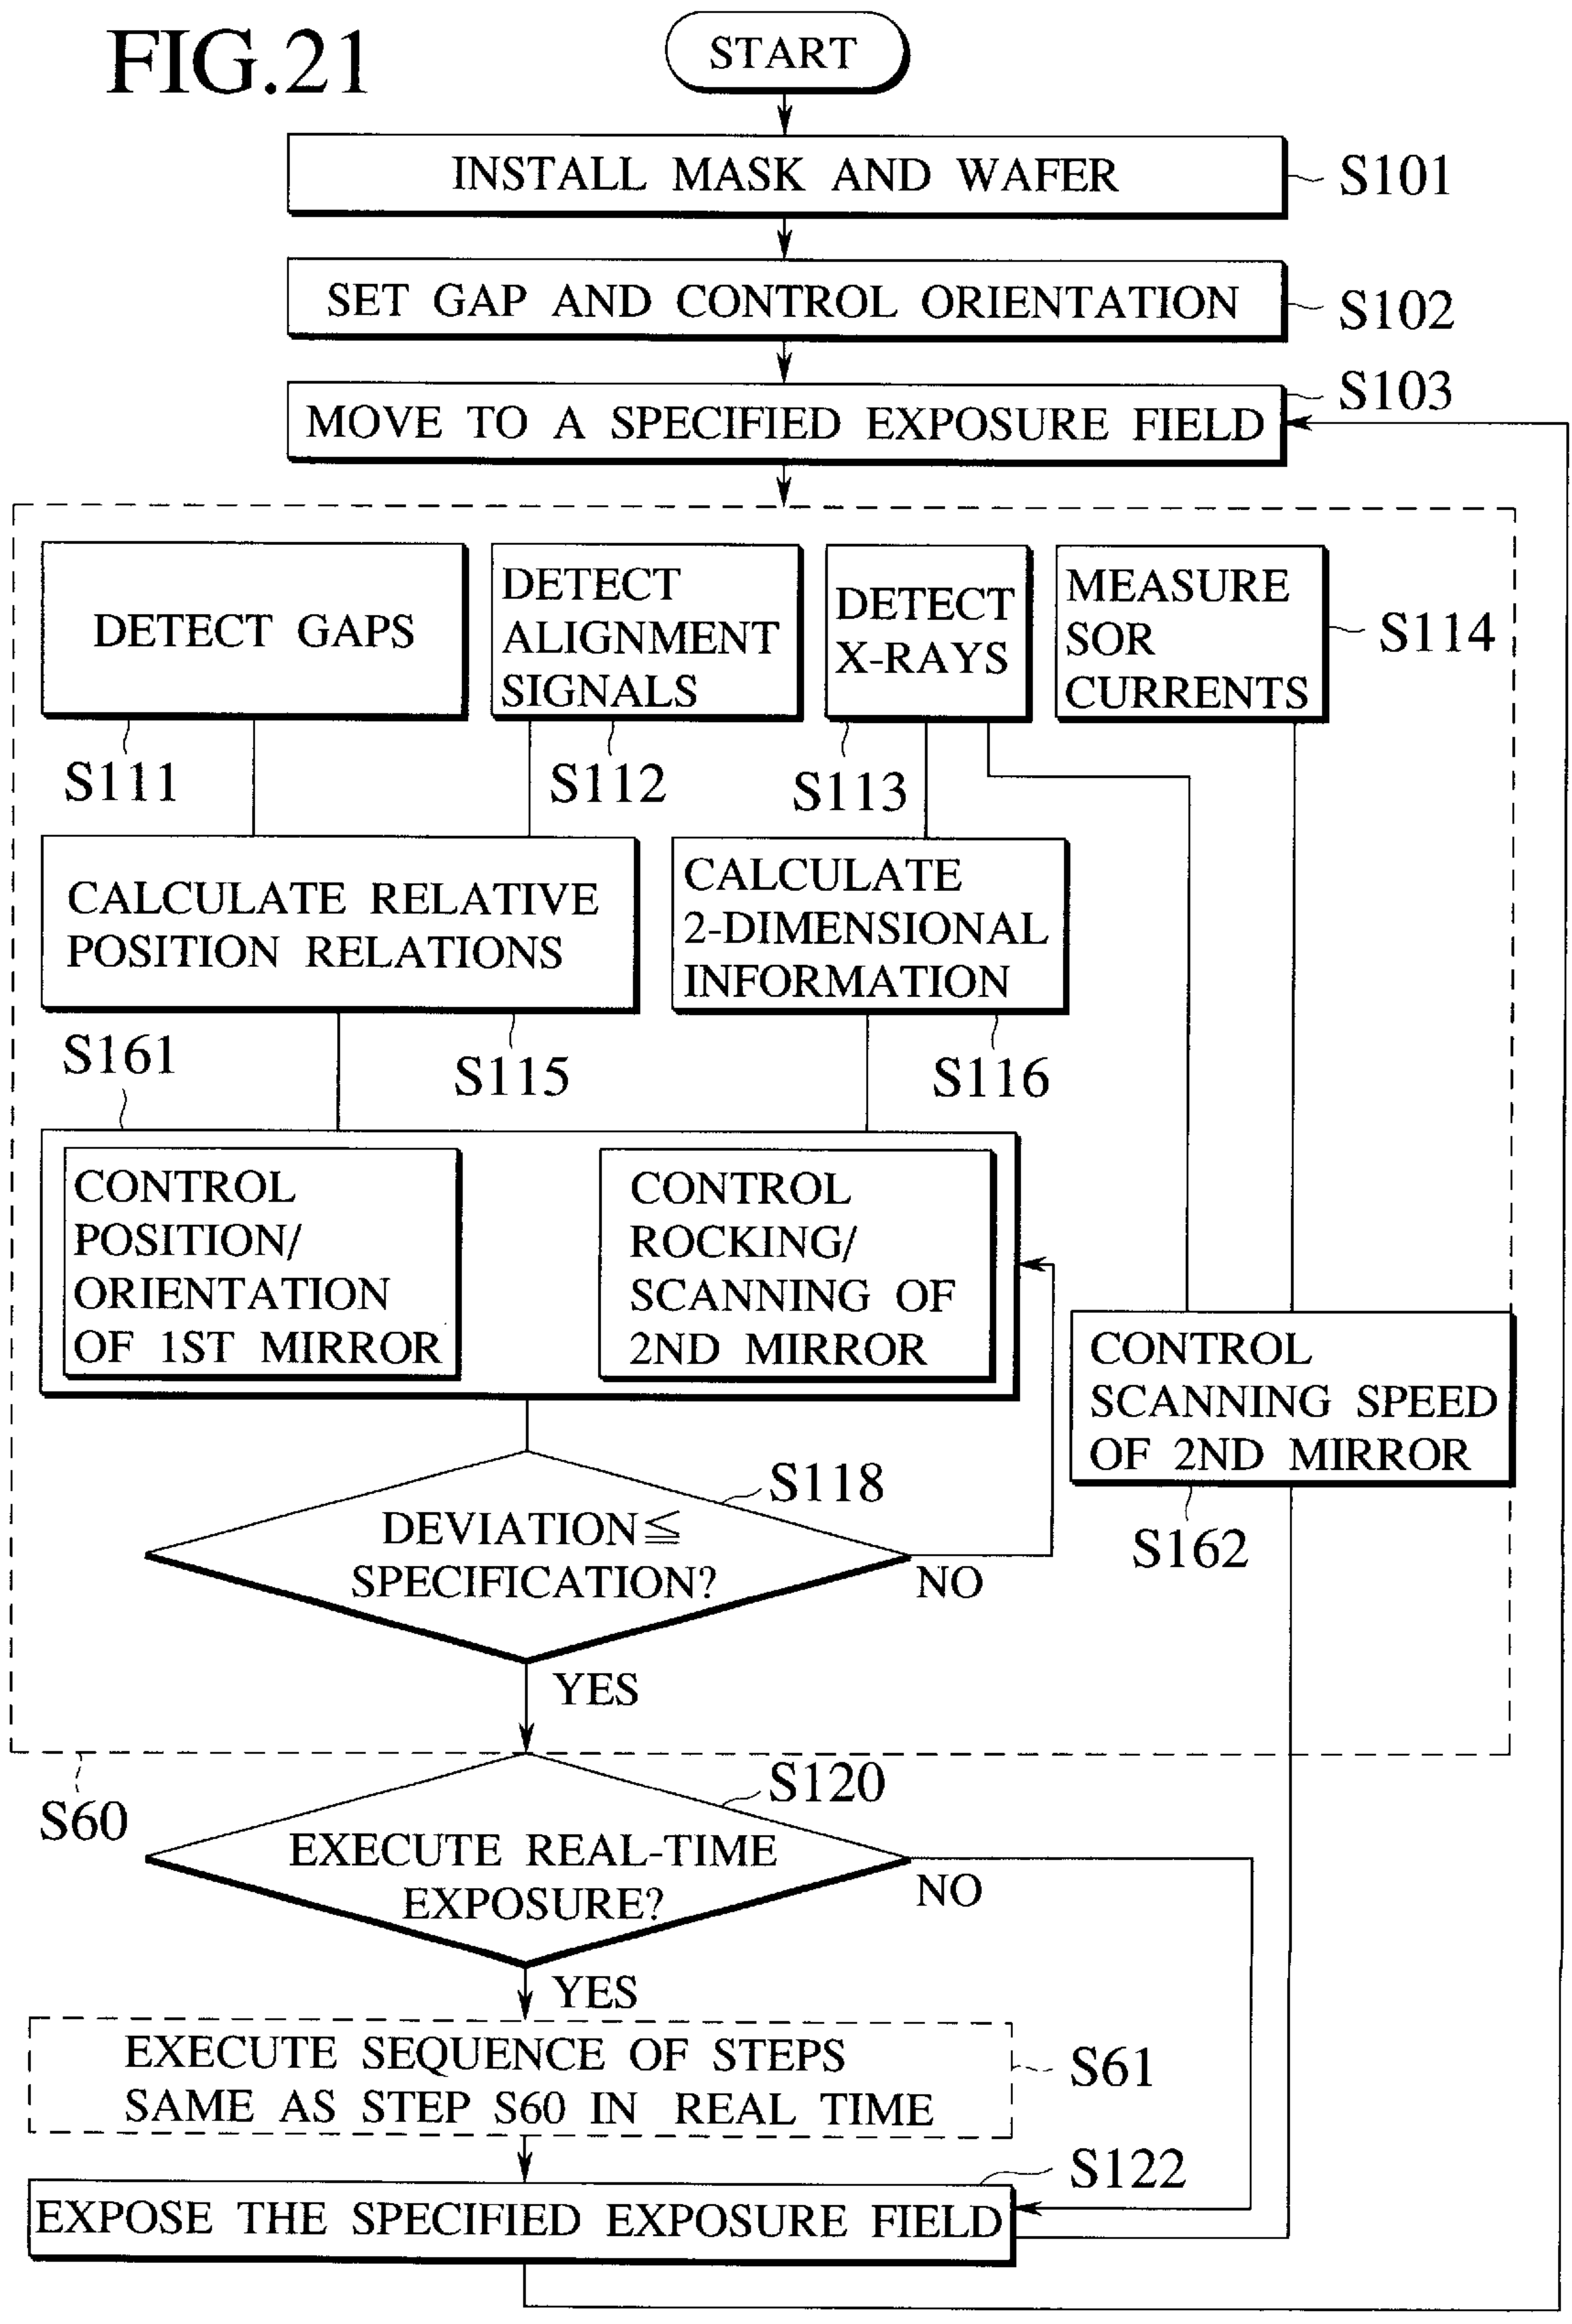 FIG.21
START
INSTALL MASK AND WAFER
S101
SET GAP AND CONTROL ORIENTATION
S102
MOVE TO A SPECIFIED EXPOSURE FIELD
S103
DETECT GAPS
S111
DETECT
ALIGNMENT
SIGNALS
S112
DETECT
X-RAYS
S113
MEASURE
SOR
CURRENTS
S114
CALCULATE RELATIVE
POSITION RELATIONS
S115
CALCULATE
2-DIMENSIONAL
INFORMATION
S116
S161
CONTROL
POSITION/
ORIENTATION
OF 1ST MIRROR
CONTROL
ROCKING/
SCANNING OF
2ND MIRROR
CONTROL
SCANNING SPEED
OF 2ND MIRROR
S162
DEVIATION≦
SPECIFICATION?
S118
NO
YES
S60
EXECUTE REAL-TIME
EXPOSURE?
S120
NO
YES
EXECUTE SEQUENCE OF STEPS
SAME AS STEP S60 IN REAL TIME
S61
EXPOSE THE SPECIFIED EXPOSURE FIELD
S122